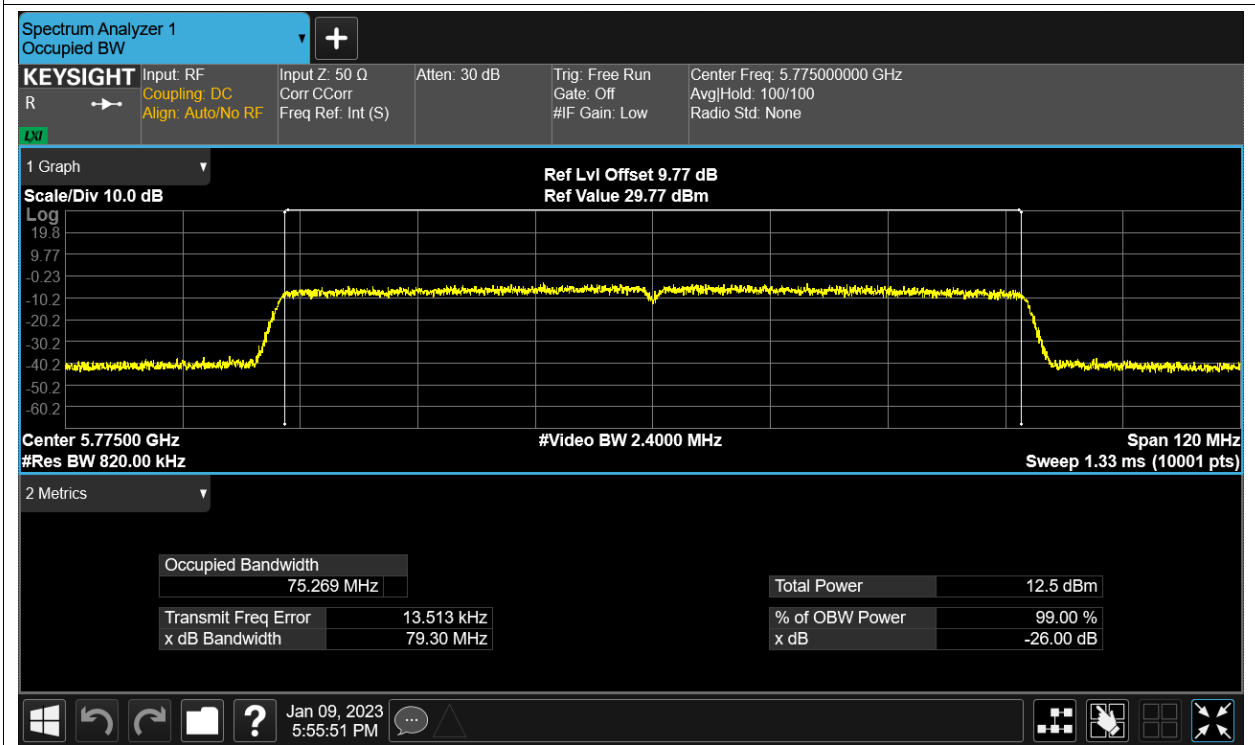 Spectrum Analyzer 1
Occupied BW
KEYSIGHT
R
LXI
Input: RF
Coupling: DC
Align: Auto/No RF
Input Z: 50 Ω
Corr CCorr
Freq Ref: Int (S)
Atten: 30 dB
Trig: Free Run
Gate: Off
#IF Gain: Low
Center Freq: 5.775000000 GHz
Avg|Hold: 100/100
Radio Std: None
1 Graph
Scale/Div 10.0 dB
Ref Lvl Offset 9.77 dB
Ref Value 29.77 dBm
Log
19.8
9.77
-0.23
-10.2
-20.2
-30.2
-40.2
-50.2
-60.2
Center 5.77500 GHz
#Video BW 2.4000 MHz
Span 120 MHz
#Res BW 820.00 kHz
Sweep 1.33 ms (10001 pts)
2 Metrics
Occupied Bandwidth
75.269 MHz
Total Power 12.5 dBm
Transmit Freq Error 13.513 kHz
% of OBW Power 99.00 %
x dB Bandwidth 79.30 MHz
x dB -26.00 dB
?
Jan 09, 2023
5:55:51 PM